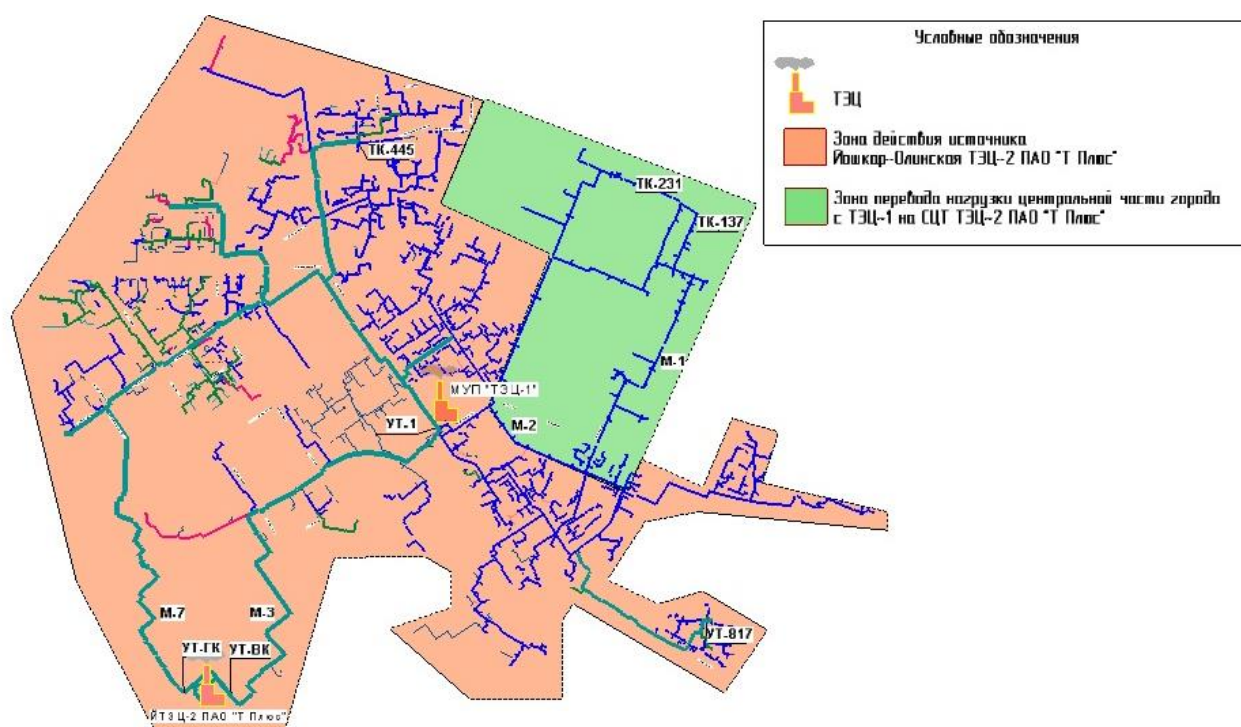 Условные обозначения
ТЭЦ
Зона действия источника
Йошкар-Олинская ТЭЦ-2 ПАО "Т Плюс"
Зона перевода нагрузки центральной части города
с ТЭЦ-1 на СЦТ ТЭЦ-2 ПАО "Т Плюс"
ТК-445
ТК-231
ТК-137
М-1
МУП "ТЭЦ-1"
УТ-1
М-2
М-7
М-3
УТ-817
УТ-ГК
УТ-ВК
ЙТЭЦ-2 ПАО "Т Плюс"